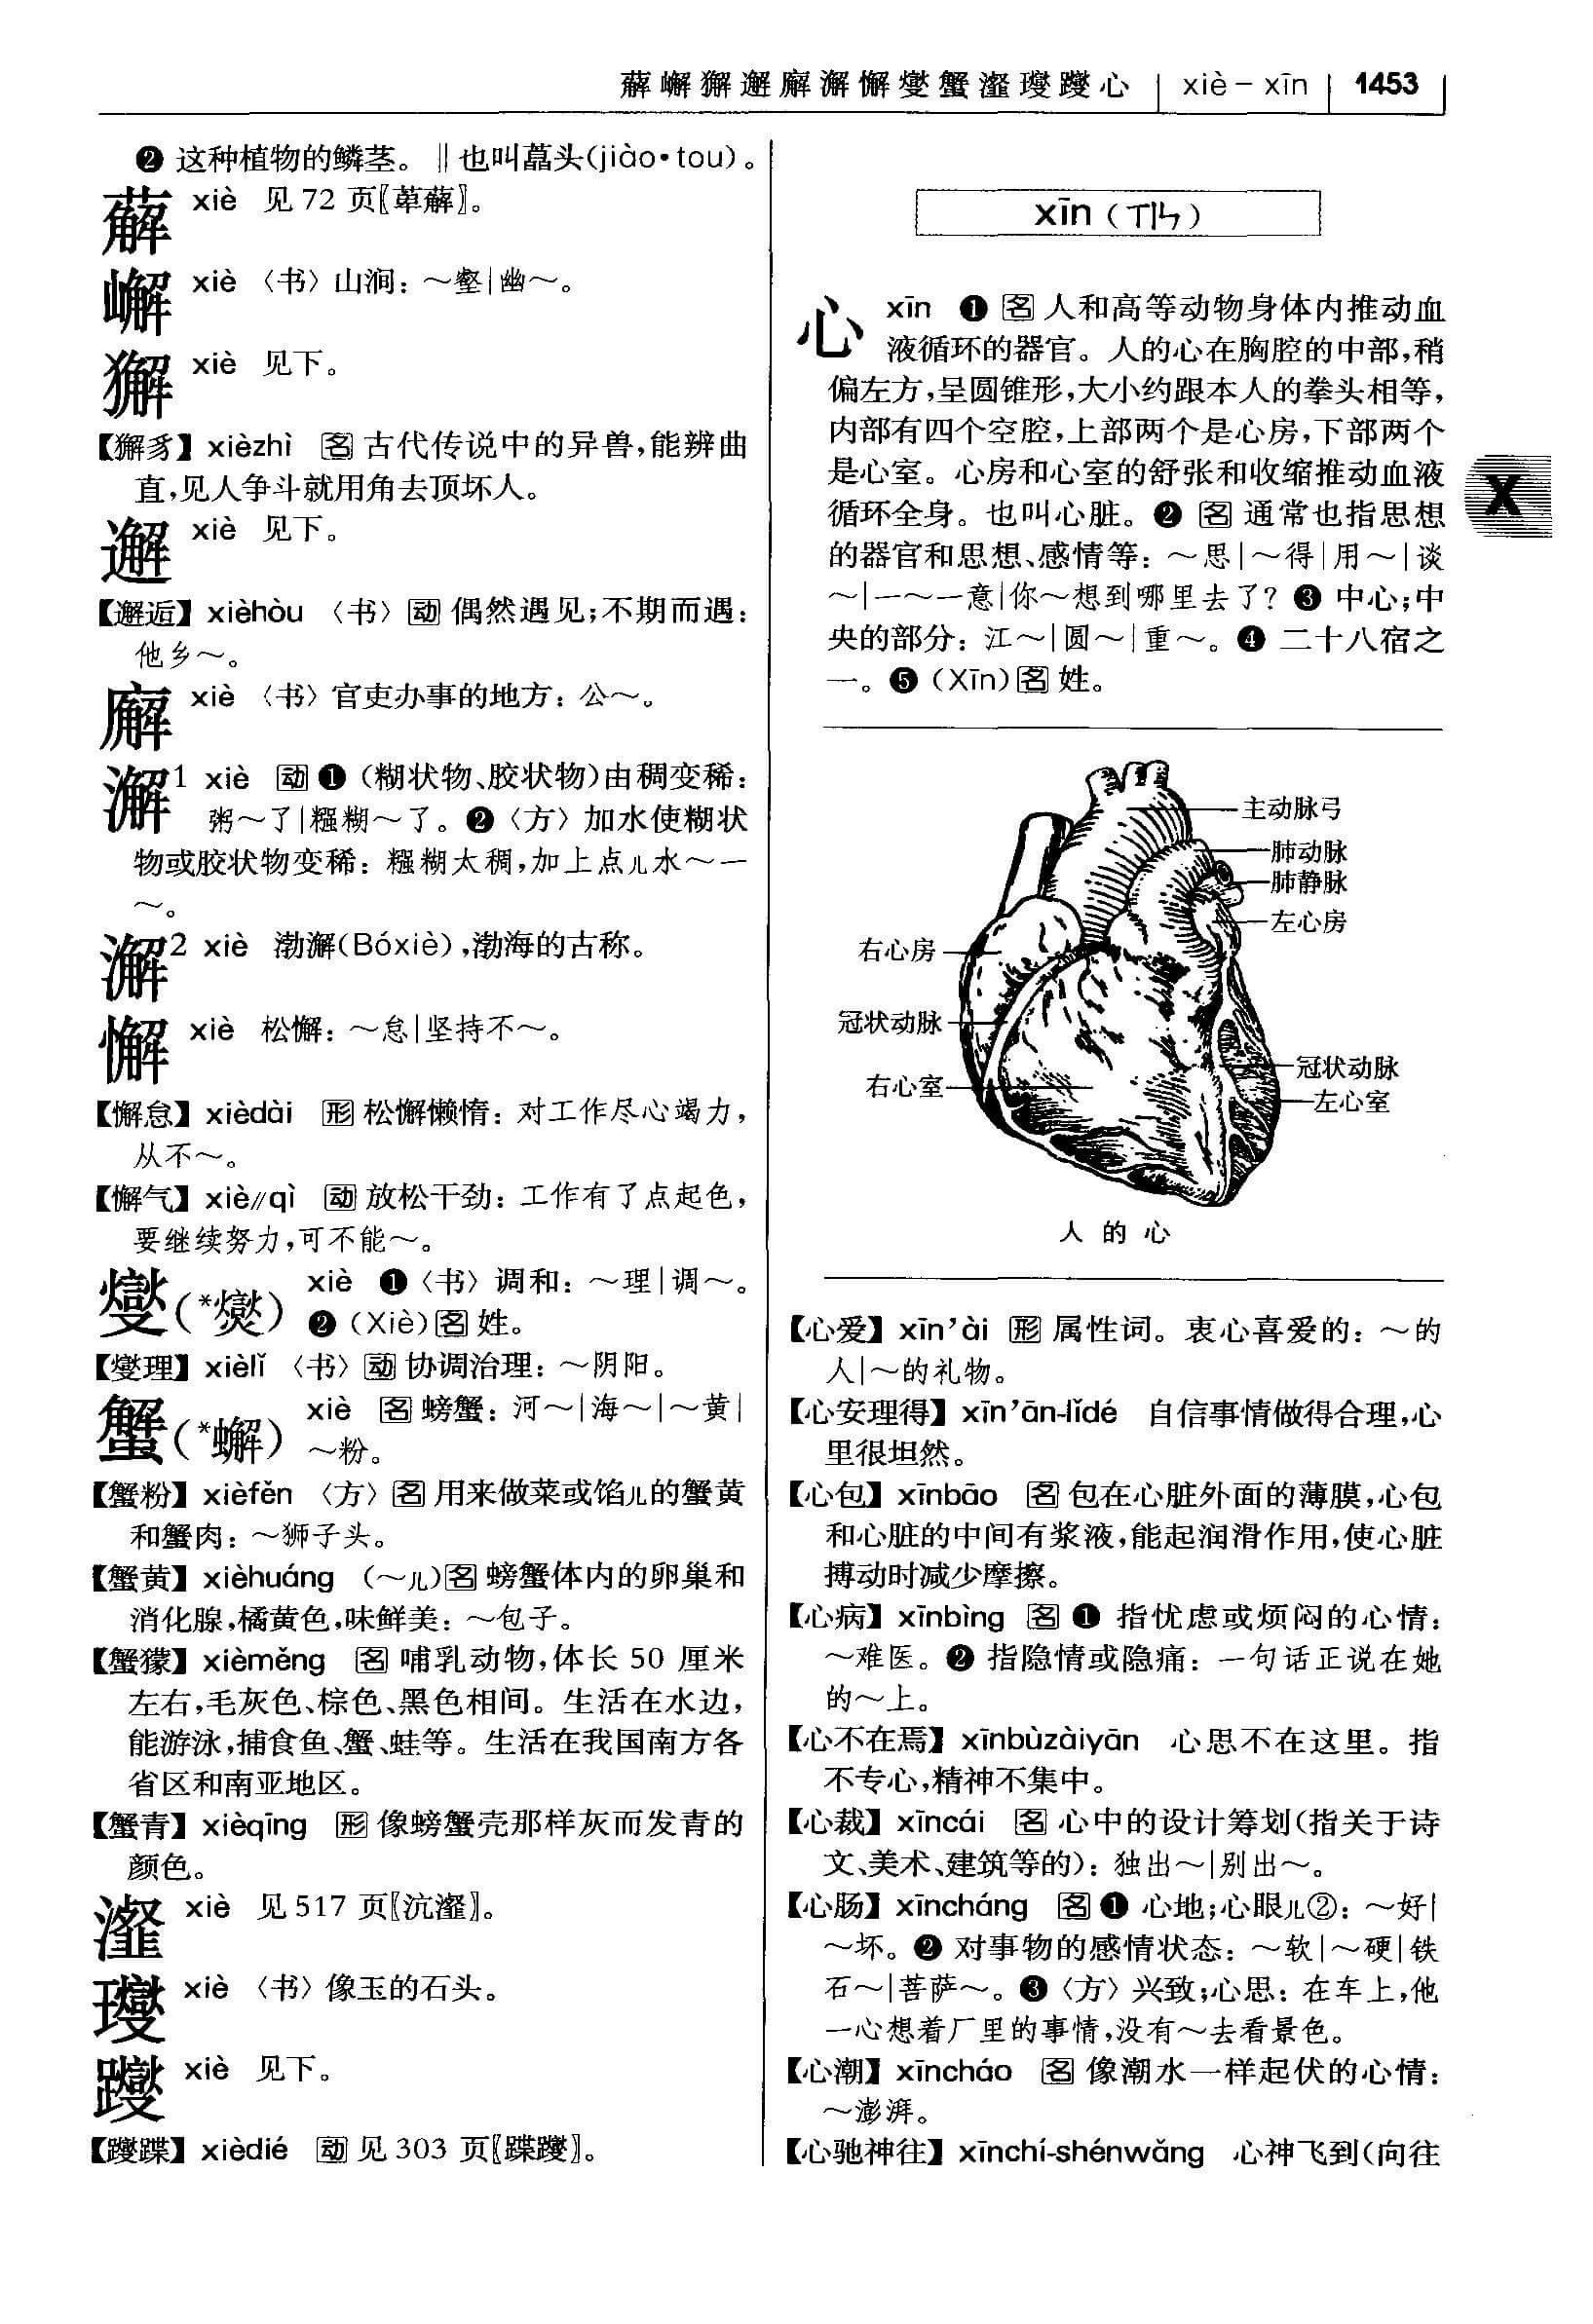 薢嶰獬邂廨澥懈燮蟹瀣璻躞心 xiè－xīn 1453
❷ 这种植物的鳞茎。‖也叫藠头(jiào•tou)。
薢 xiè 见 72 页〖萆薢〗。
嶰 xiè 〈书〉山涧：～壑|幽～。
獬 xiè 见下。
【獬豸】xièzhì 名 古代传说中的异兽,能辨曲
直,见人争斗就用角去顶坏人。
邂 xiè 见下。
【邂逅】xièhòu 〈书〉动 偶然遇见;不期而遇：
他乡～。
廨 xiè 〈书〉官吏办事的地方：公～。
澥1 xiè 动 ❶ (糊状物、胶状物)由稠变稀：
粥～了|糨糊～了。❷〈方〉加水使糊状
物或胶状物变稀：糨糊太稠,加上点儿水～一
～。
澥2 xiè 渤澥(Bóxiè),渤海的古称。
懈 xiè 松懈：～怠|坚持不～。
【懈怠】xièdài 形 松懈懒惰：对工作尽心竭力,
从不～。
【懈气】xiè∥qì 动 放松干劲：工作有了点起色,
要继续努力,可不能～。
燮(*爕) xiè ❶〈书〉调和：～理|调～。
❷ (Xiè)名 姓。
【燮理】xièlǐ 〈书〉动 协调治理：～阴阳。
蟹(*蠏) xiè 名 螃蟹：河～|海～|～黄|
～粉。
【蟹粉】xièfěn 〈方〉名 用来做菜或馅儿的蟹黄
和蟹肉：～狮子头。
【蟹黄】xièhuáng (～儿)名 螃蟹体内的卵巢和
消化腺,橘黄色,味鲜美：～包子。
【蟹獴】xièměng 名 哺乳动物,体长 50 厘米
左右,毛灰色、棕色、黑色相间。生活在水边,
能游泳,捕食鱼、蟹、蛙等。生活在我国南方各
省区和南亚地区。
【蟹青】xièqīng 形 像螃蟹壳那样灰而发青的
颜色。
瀣 xiè 见 517 页〖沆瀣〗。
璻 xiè 〈书〉像玉的石头。
躞 xiè 见下。
【躞蹀】xièdié 动 见 303 页〖蹀躞〗。
xīn (ㄒㄧㄣ)
心 xīn ❶ 名 人和高等动物身体内推动血
液循环的器官。人的心在胸腔的中部,稍
偏左方,呈圆锥形,大小约跟本人的拳头相等,
内部有四个空腔,上部两个是心房,下部两个
是心室。心房和心室的舒张和收缩推动血液
循环全身。也叫心脏。❷ 名 通常也指思想
的器官和思想、感情等：～思|～得|用～|谈
～|一～一意|你～想到哪里去了? ❸ 中心;中
央的部分：江～|圆～|重～。❹ 二十八宿之
一。❺ (Xīn)名 姓。
X
主动脉弓
肺动脉
肺静脉
左心房
右心房
冠状动脉
右心室
冠状动脉
左心室
人 的 心
【心爱】xīn’ài 形 属性词。衷心喜爱的：～的
人|～的礼物。
【心安理得】xīn’ān-lǐdé 自信事情做得合理,心
里很坦然。
【心包】xīnbāo 名 包在心脏外面的薄膜,心包
和心脏的中间有浆液,能起润滑作用,使心脏
搏动时减少摩擦。
【心病】xīnbìng 名 ❶ 指忧虑或烦闷的心情：
～难医。❷ 指隐情或隐痛：一句话正说在她
的～上。
【心不在焉】xīnbùzàiyān 心思不在这里。指
不专心,精神不集中。
【心裁】xīncái 名 心中的设计筹划(指关于诗
文、美术、建筑等的)：独出～|别出～。
【心肠】xīncháng 名 ❶ 心地;心眼儿②：～好|
～坏。❷ 对事物的感情状态：～软|～硬|铁
石～|菩萨～。❸〈方〉兴致;心思：在车上,他
一心想着厂里的事情,没有～去看景色。
【心潮】xīncháo 名 像潮水一样起伏的心情：
～澎湃。
【心驰神往】xīnchí-shénwǎng 心神飞到(向往